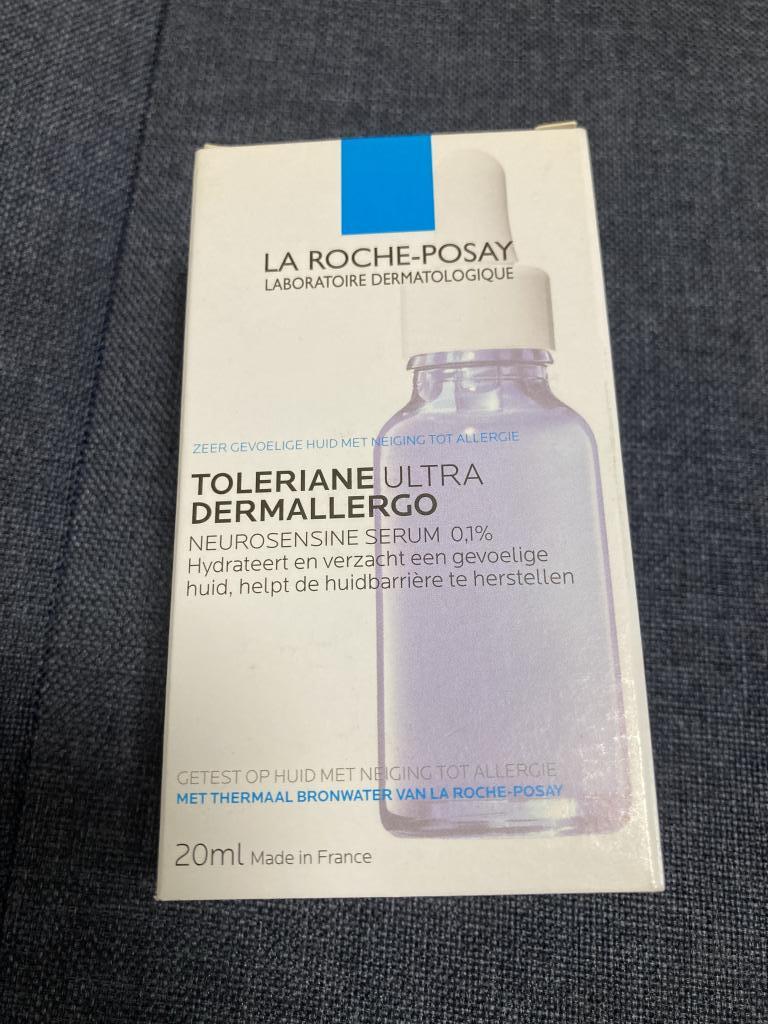 LA ROCHE-POSAY
LABORATOIRE DERMATOLOGIQUE
ZEER GEVOELIGE HUID MET NEIGING TOT ALLERGIE
TOLERIANE ULTRA
DERMALLERGO
NEUROSENSINE SERUM 0,1%
Hydrateert en verzacht een gevoelige
huid, helpt de huidbarrière te herstellen
GETEST OP HUID MET NEIGING TOT ALLERGIE
MET THERMAAL BRONWATER VAN LA ROCHE-POSAY
20ml Made in France